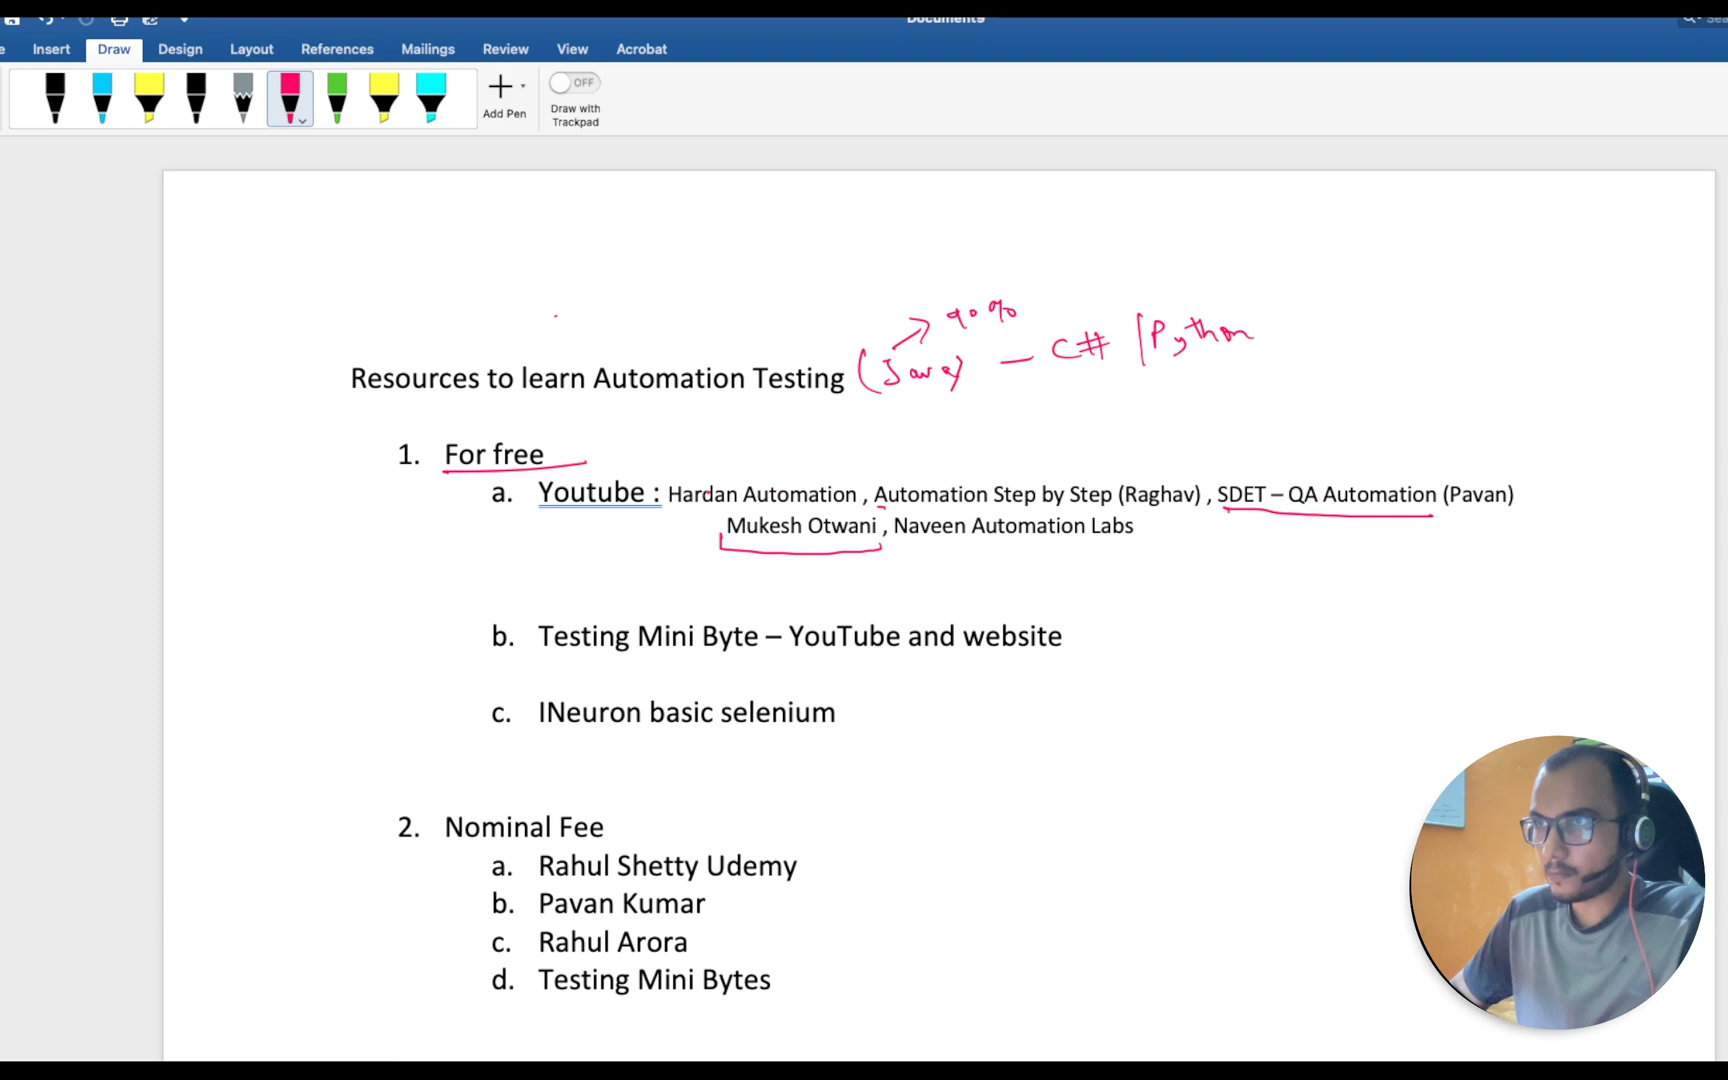 Document9
Insert Draw Design Layout References Mailings Review View Acrobat
OFF
Add Pen
Draw with
Trackpad
90%
Resources to learn Automation Testing (Java) – C# / Python
1. For free
a. Youtube : Hardan Automation , Automation Step by Step (Raghav) , SDET – QA Automation (Pavan)
Mukesh Otwani , Naveen Automation Labs
b. Testing Mini Byte – YouTube and website
c. INeuron basic selenium
2. Nominal Fee
a. Rahul Shetty Udemy
b. Pavan Kumar
c. Rahul Arora
d. Testing Mini Bytes